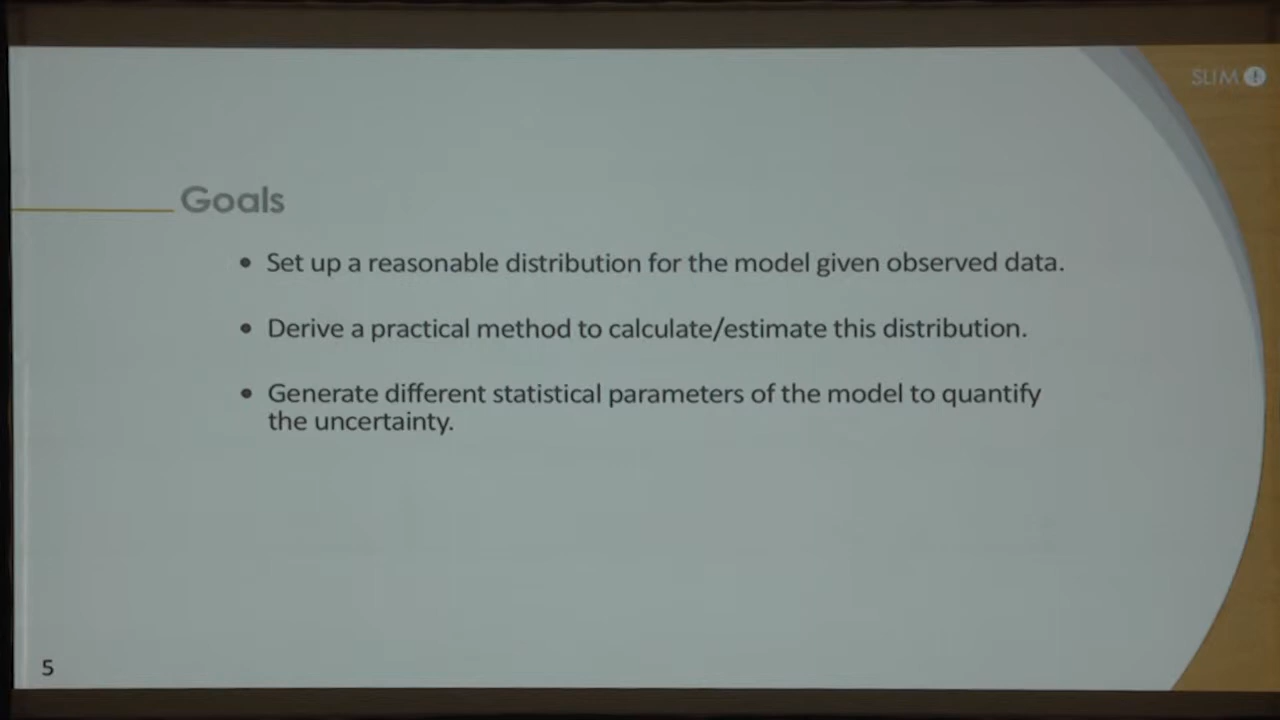 SLIM
Goals
• Set up a reasonable distribution for the model given observed data.
• Derive a practical method to calculate/estimate this distribution.
• Generate different statistical parameters of the model to quantify
the uncertainty.
5